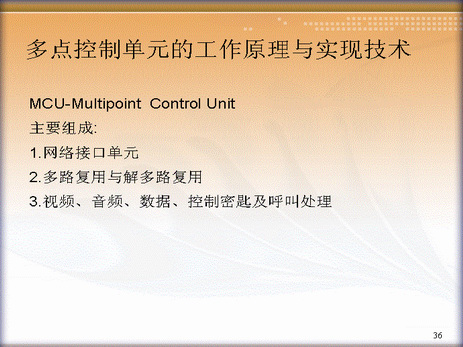 多点控制单元的工作原理与实现技术
MCU-Multipoint Control Unit
主要组成:
1.网络接口单元
2.多路复用与解多路复用
3.视频、音频、数据、控制密匙及呼叫处理
36